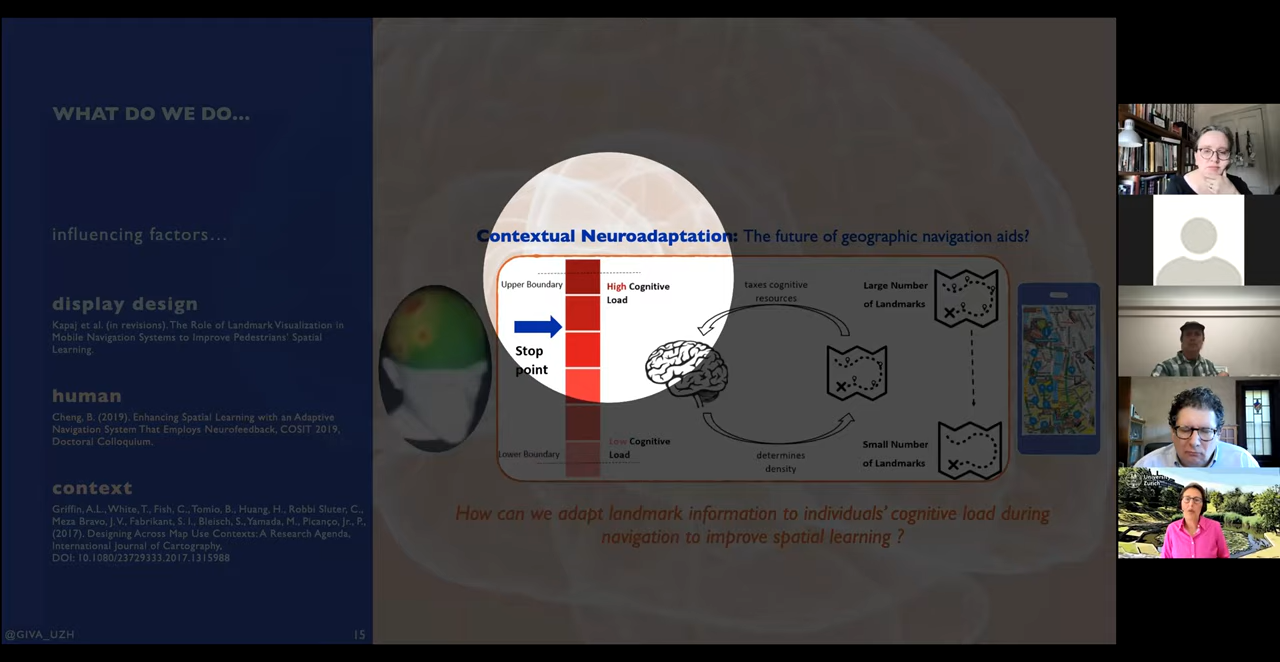 WHAT DO WE DO...
influencing factors...
display design
Kapaj et al. (in revisions). The Role of Landmark Visualization in
Mobile Navigation Systems to Improve Pedestrians' Spatial
Learning.
human
Cheng, B. (2019). Enhancing Spatial Learning with an Adaptive
Navigation System That Employs Neurofeedback, COSIT 2019,
Doctoral Colloquium.
context
Griffin, A.L., White, T., Fish, C., Tomio, B., Huang, H., Robbi Sluter, C.,
Meza Bravo, J. V., Fabrikant, S. I., Bleisch, S., Yamada, M., Picanço, Jr., P.,
(2017). Designing Across Map Use Contexts: A Research Agenda,
International Journal of Cartography,
DOI: 10.1080/23729333.2017.1315988
@GIVA_UZH
15
Contextual Neuroadaptation: The future of geographic navigation aids?
Upper Boundary
High Cognitive
Load
Stop
point
Low Cognitive
Load
Lower Boundary
taxes cognitive
resources
determines
density
Large Number
of Landmarks
Small Number
of Landmarks
How can we adapt landmark information to individuals' cognitive load during
navigation to improve spatial learning ?
University
Zurich